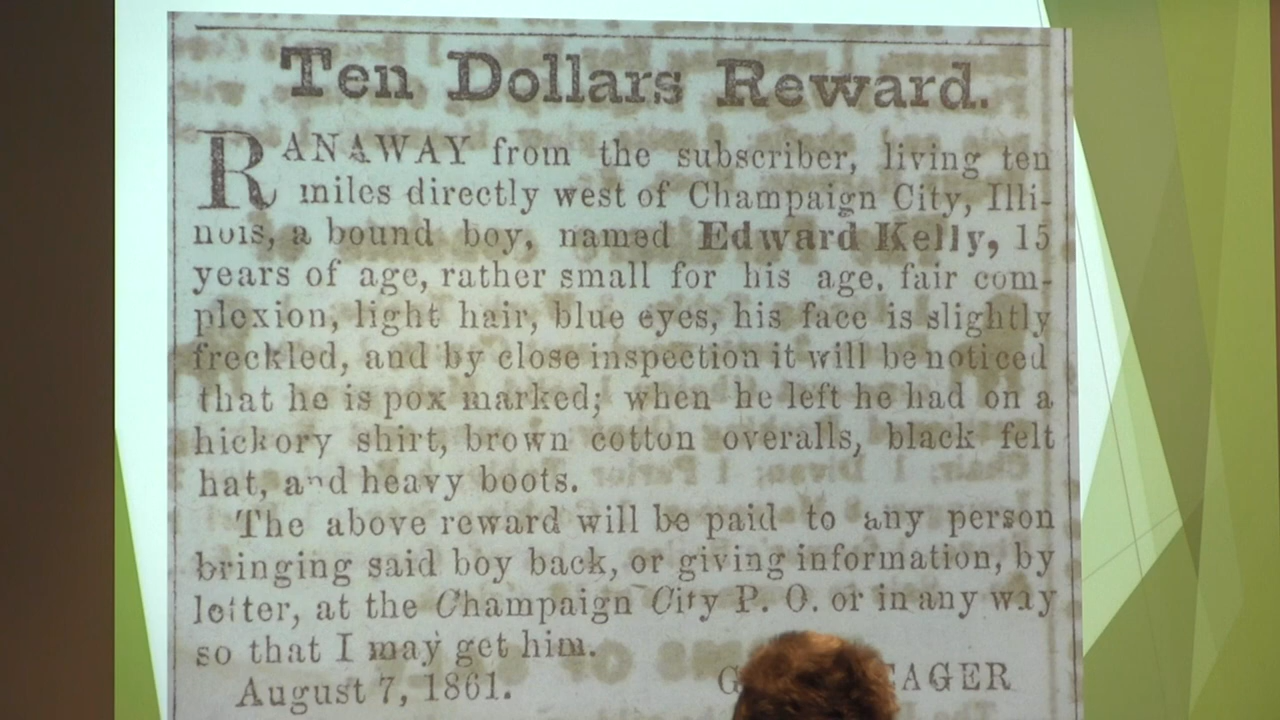 Ten Dollars Reward.
RANAWAY from the subscriber, living ten
miles directly west of Champaign City, Illi-
nois, a bound boy, named Edward Kelly, 15
years of age, rather small for his age, fair com-
plexion, light hair, blue eyes, his face is slightly
freckled, and by close inspection it will be noticed
that he is pox marked; when he left he had on a
hickory shirt, brown cotton overalls, black felt
hat, and heavy boots.
The above reward will be paid to any person
bringing said boy back, or giving information, by
letter, at the Champaign City P. O. or in any way
so that I may get him.
August 7, 1861.